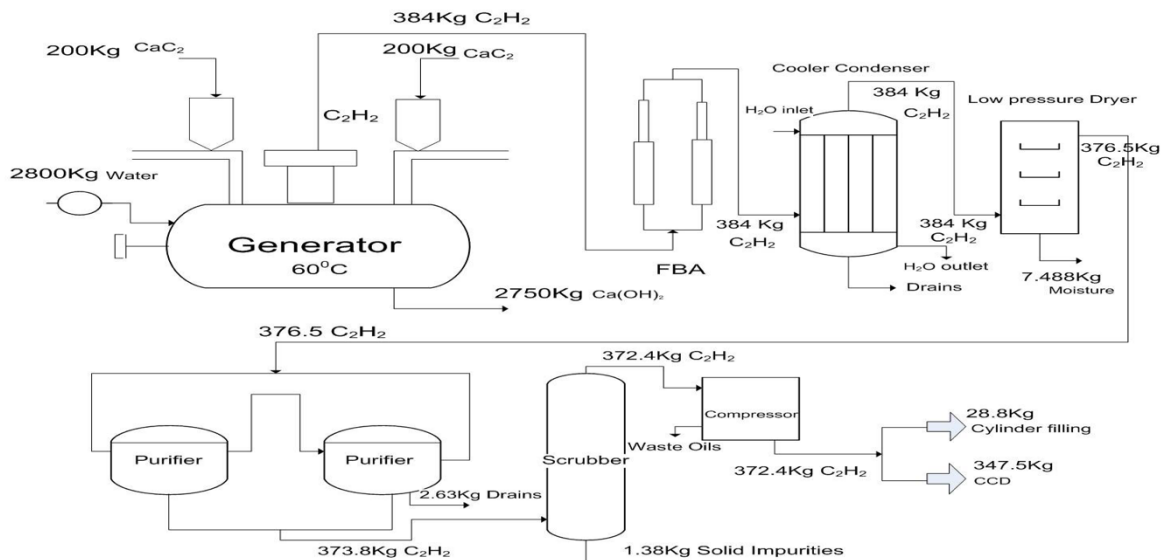 384Kg C₂H₂
200Kg CaC₂
200Kg CaC₂
C₂H₂
2800Kg Water
Generator
60⁰C
2750Kg Ca(OH)₂
FBA
384 Kg
C₂H₂
Cooler Condenser
H₂O inlet
384 Kg
C₂H₂
H₂O outlet
Drains
384 Kg
C₂H₂
Low pressure Dryer
376.5Kg
C₂H₂
7.488Kg
Moisture
376.5 C₂H₂
Purifier
Purifier
2.63Kg Drains
373.8Kg C₂H₂
Scrubber
372.4Kg C₂H₂
1.38Kg Solid Impurities
Compressor
Waste Oils
372.4Kg C₂H₂
28.8Kg
Cylinder filling
347.5Kg
CCD